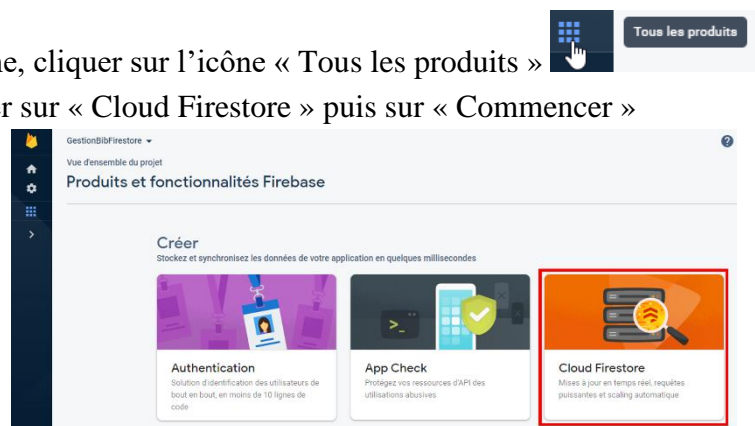 Tous les produits
ne, cliquer sur l’icône « Tous les produits »
er sur « Cloud Firestore » puis sur « Commencer »
GestionBibFirestore
Vue d'ensemble du projet
Produits et fonctionnalités Firebase
Créer
Stockez et synchronisez les données de votre application en quelques millisecondes
Authentication
Solution d'identification des utilisateurs de
bout en bout, en moins de 10 lignes de
code
App Check
Protégez vos ressources d'API des
utilisations abusives
Cloud Firestore
Mises à jour en temps réel, requêtes
puissantes et scaling automatique